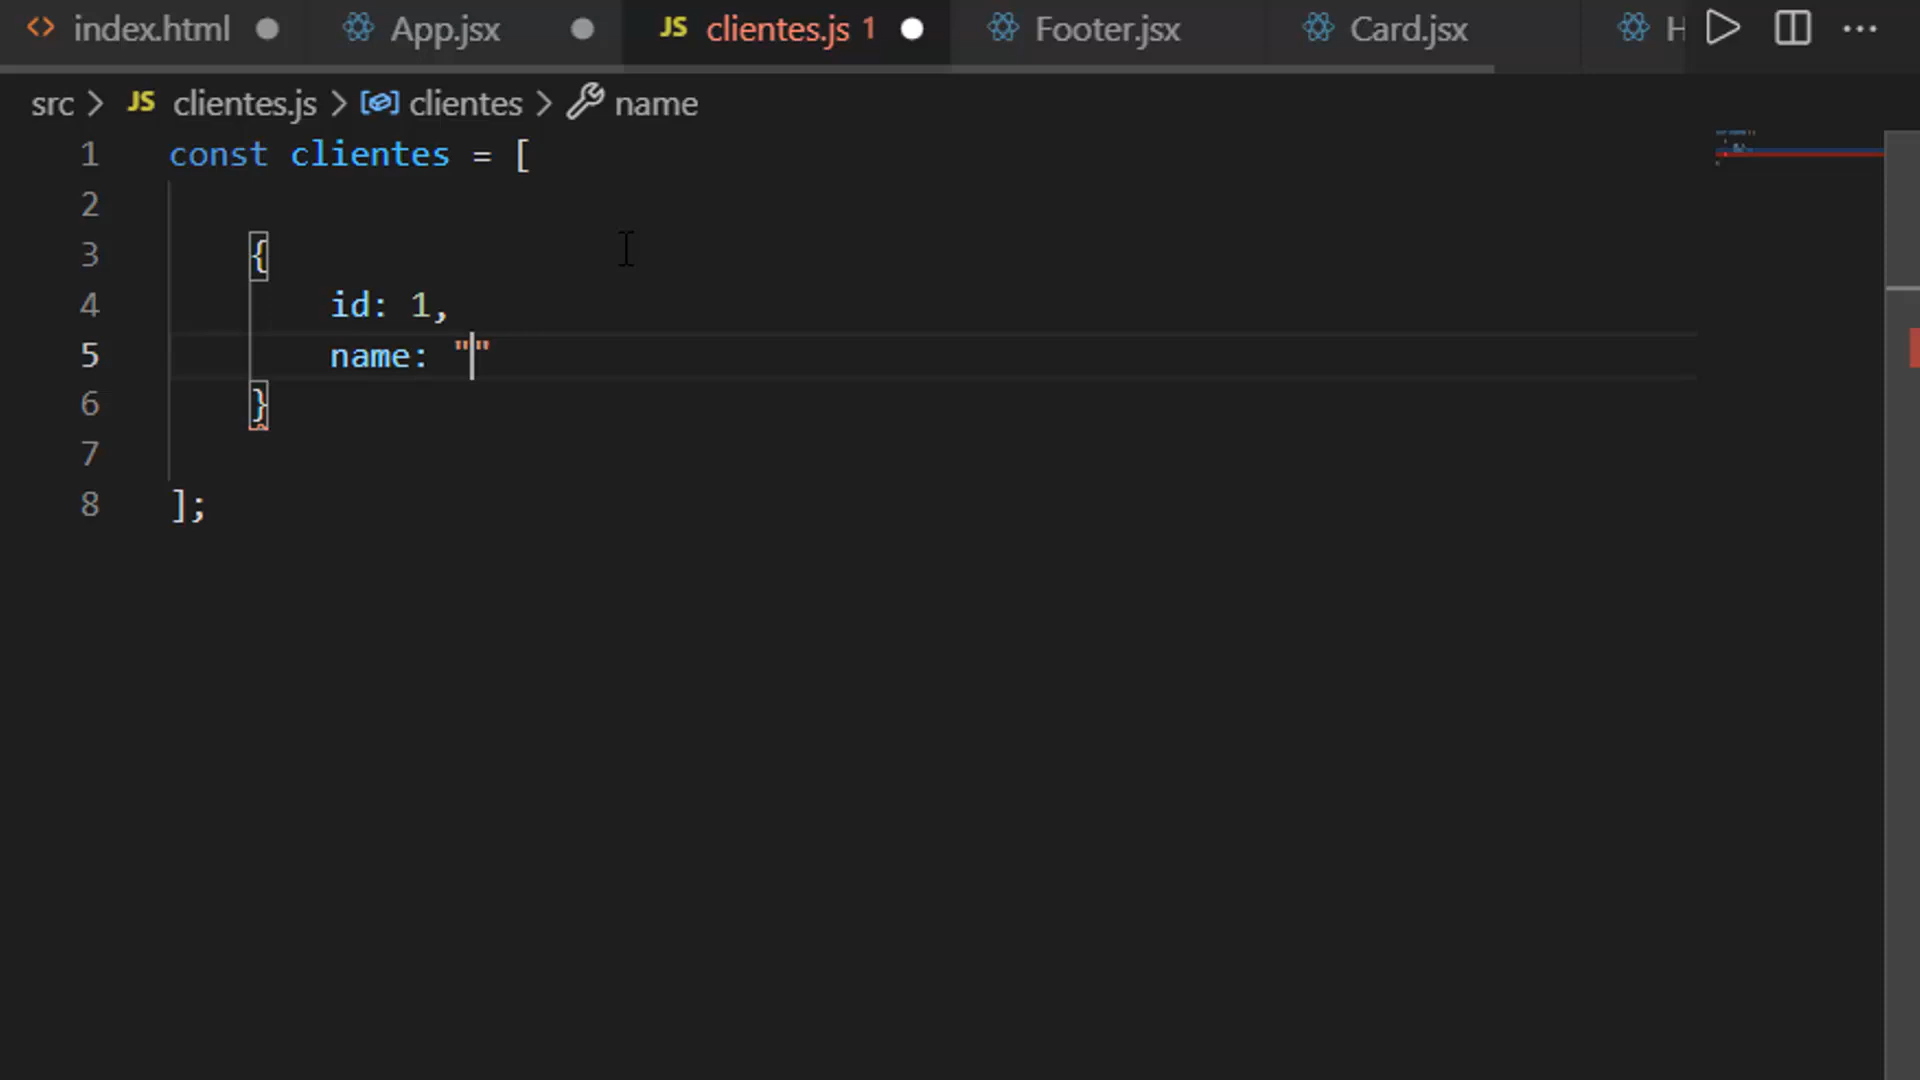 <> index.html ● App.jsx ● JS clientes.js 1 ● Footer.jsx Card.jsx H
src > JS clientes.js > clientes > name
1 const clientes = [
2
3 {
4 id: 1,
5 name: ""
6 }
7
8 ];